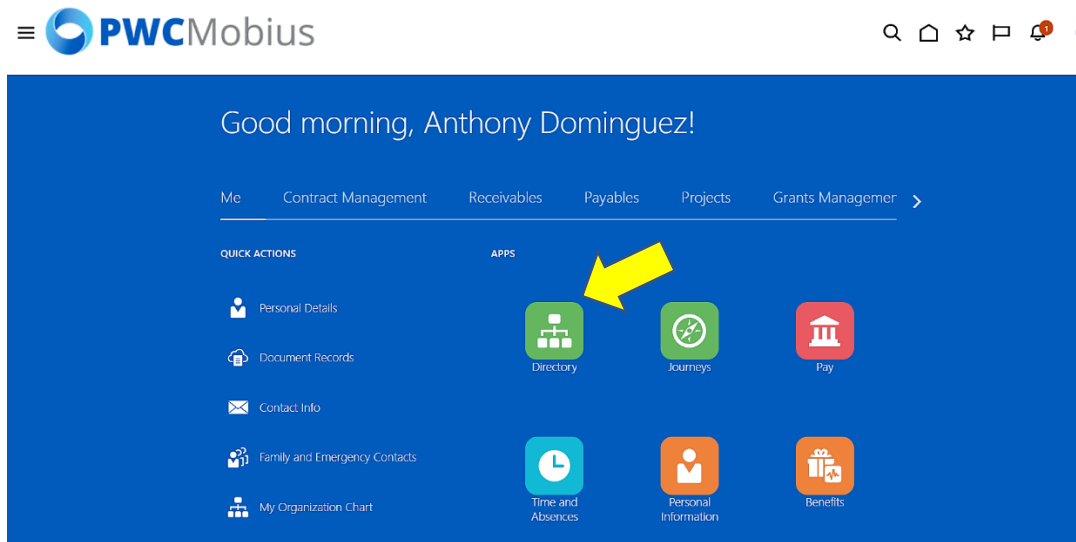 PWCMobius
1
Good morning, Anthony Dominguez!
Me Contract Management Receivables Payables Projects Grants Managemer
QUICK ACTIONS
APPS
Personal Details
Document Records
Contact Info
Family and Emergency Contacts
My Organization Chart
Directory
Journeys
Pay
Time and
Absences
Personal
Information
Benefits